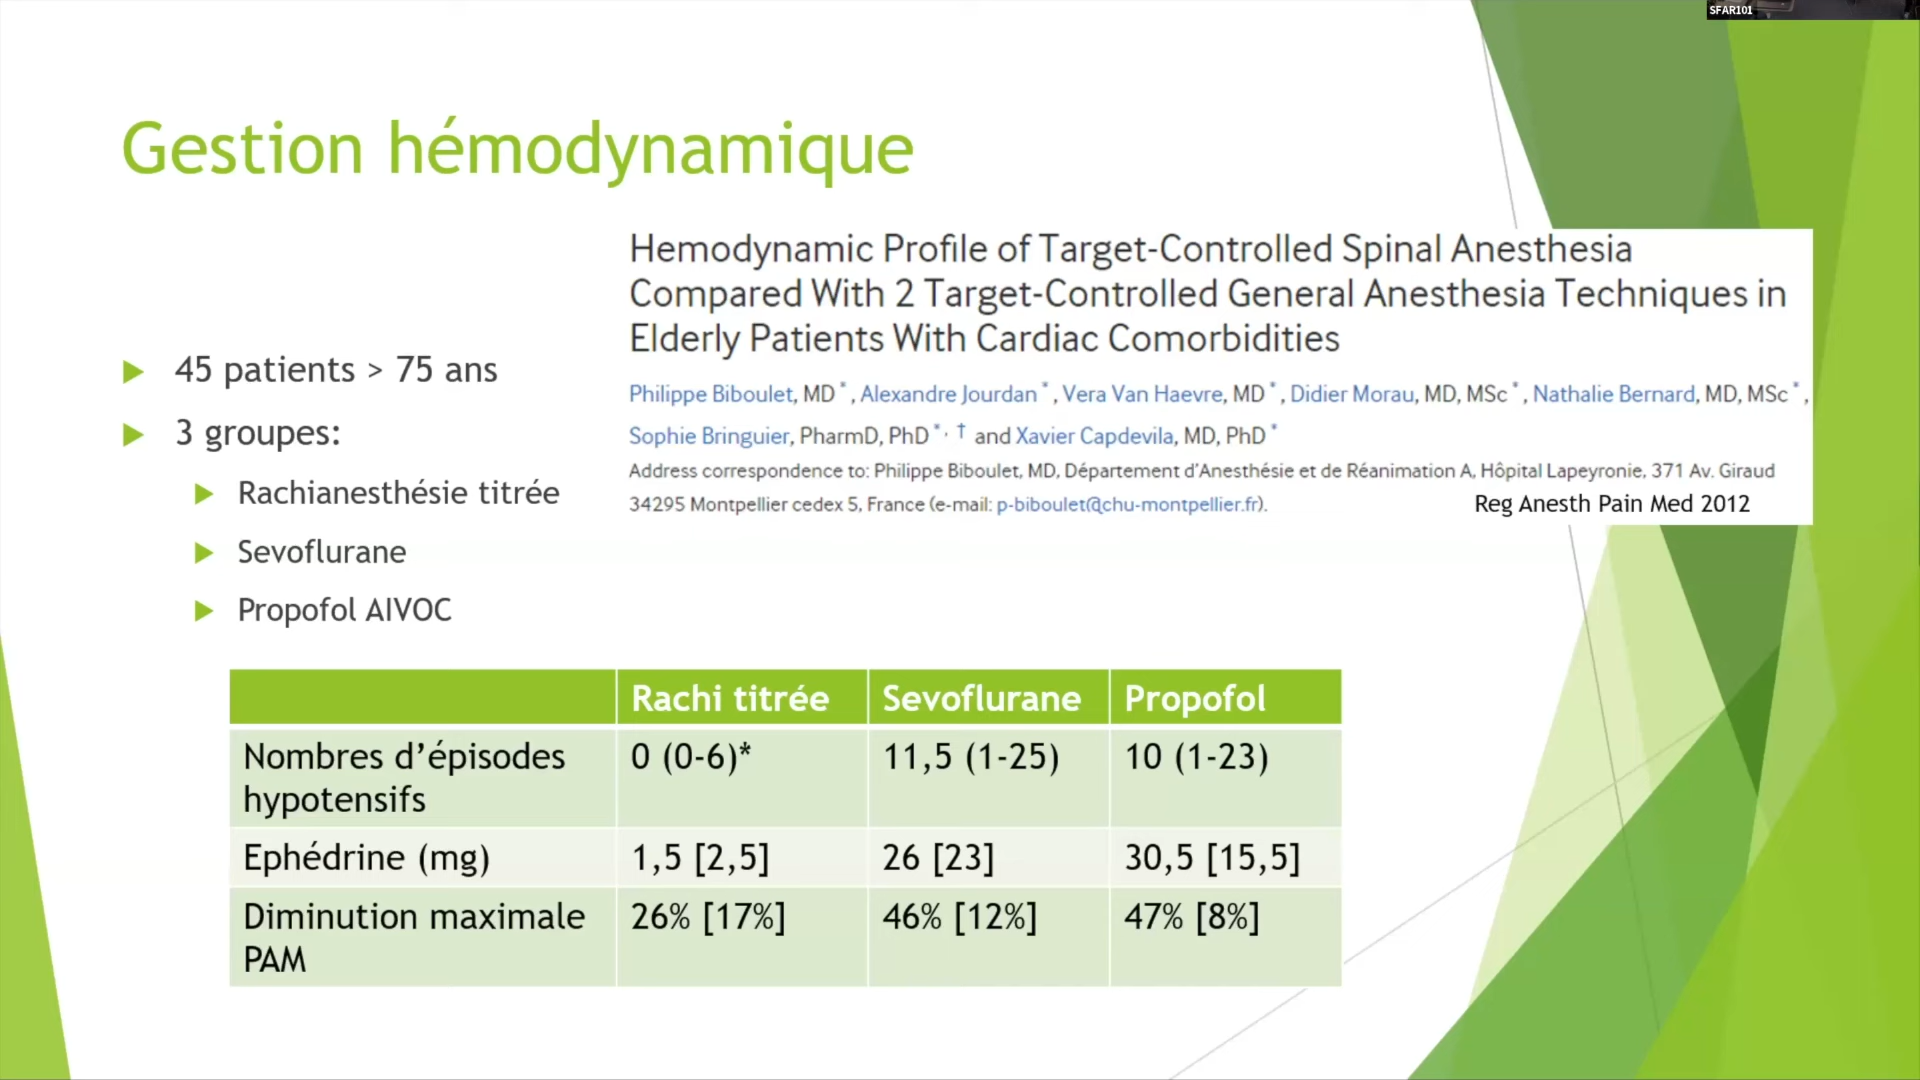 SFAR101
Gestion hémodynamique
Hemodynamic Profile of Target-Controlled Spinal Anesthesia
Compared With 2 Target-Controlled General Anesthesia Techniques in
Elderly Patients With Cardiac Comorbidities
Philippe Biboulet, MD*, Alexandre Jourdan*, Vera Van Haevre, MD*, Didier Morau, MD, MSc*, Nathalie Bernard, MD, MSc*,
Sophie Bringuier, PharmD, PhD*,† and Xavier Capdevila, MD, PhD*
Address correspondence to: Philippe Biboulet, MD, Département d'Anesthésie et de Réanimation A, Hôpital Lapeyronie, 371 Av. Giraud
34295 Montpellier cedex 5, France (e-mail: p-biboulet@chu-montpellier.fr).
Reg Anesth Pain Med 2012
45 patients > 75 ans
3 groupes:
Rachianesthésie titrée
Sevoflurane
Propofol AIVOC
Rachi titrée Sevoflurane Propofol
Nombres d’épisodes 0 (0-6)* 11,5 (1-25) 10 (1-23)
hypotensifs
Ephédrine (mg) 1,5 [2,5] 26 [23] 30,5 [15,5]
Diminution maximale 26% [17%] 46% [12%] 47% [8%]
PAM